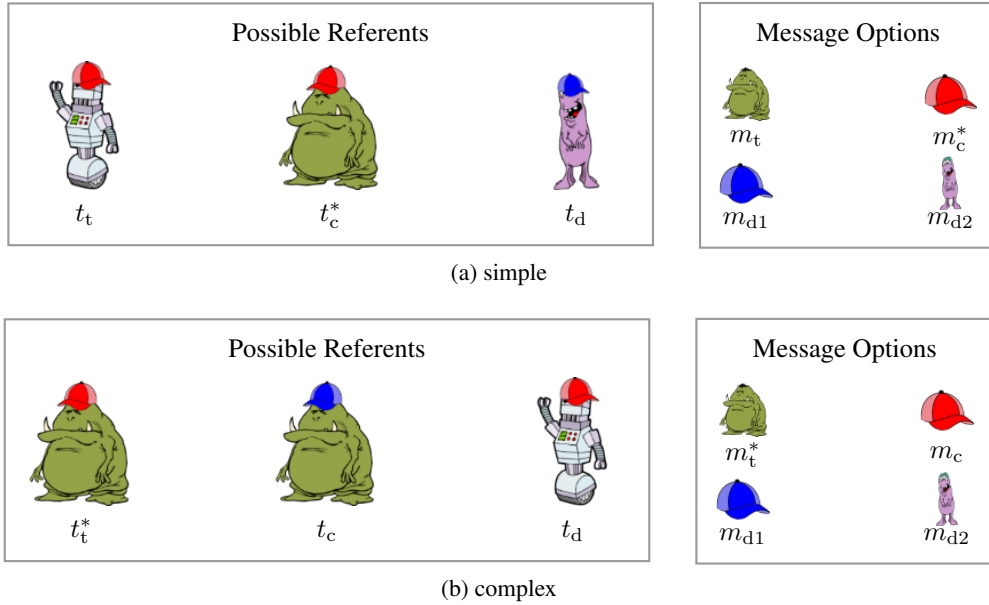 Possible Referents
Message Options
t_t
t_c^*
t_d
m_t
m_c^*
m_d1
m_d2
(a) simple
Possible Referents
Message Options
t_t^*
t_c
t_d
m_t^*
m_c
m_d1
m_d2
(b) complex